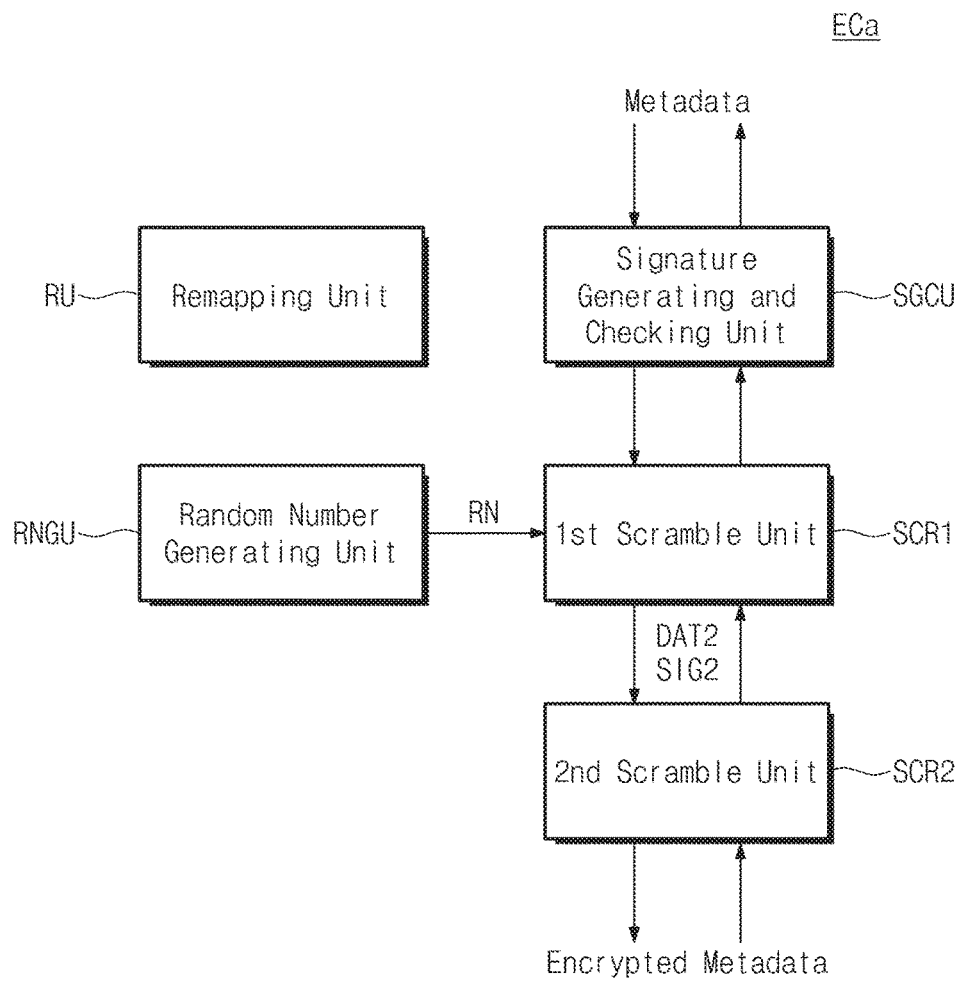 ECa
Metadata
RU
Remapping Unit
Signature
Generating and
Checking Unit
SGCU
RNGU
Random Number
Generating Unit
RN
1st Scramble Unit
SCR1
DAT2
SIG2
2nd Scramble Unit
SCR2
Encrypted Metadata